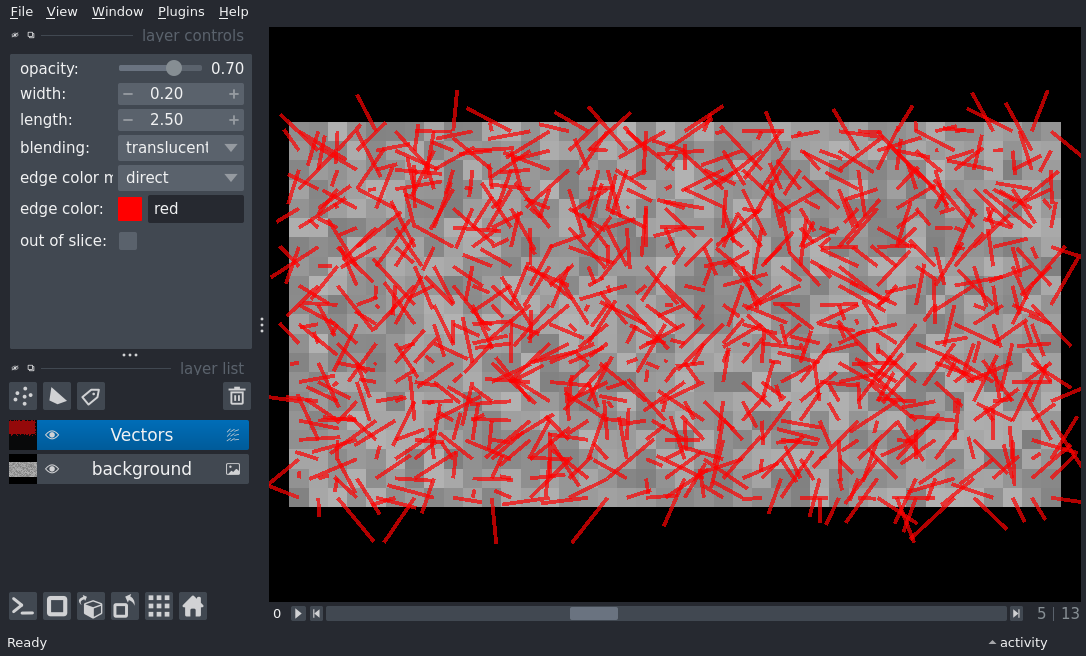 File View Window Plugins Help
layer controls
opacity: 0.70
width: − 0.20 +
length: − 2.50 +
blending: translucent
edge color m direct
edge color: red
out of slice:
layer list
Vectors
background
0 5 | 13
Ready activity